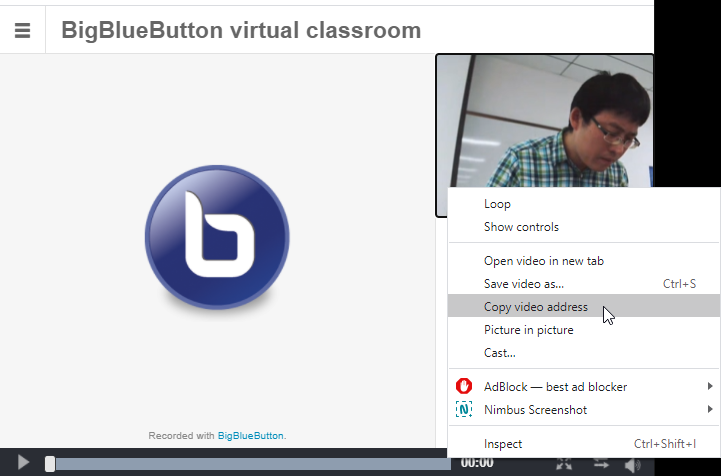 BigBlueButton virtual classroom
Loop
Show controls
Open video in new tab
Save video as... Ctrl+S
Copy video address
Picture in picture
Cast...
AdBlock — best ad blocker
Nimbus Screenshot
Inspect Ctrl+Shift+I
Recorded with BigBlueButton.
00:00